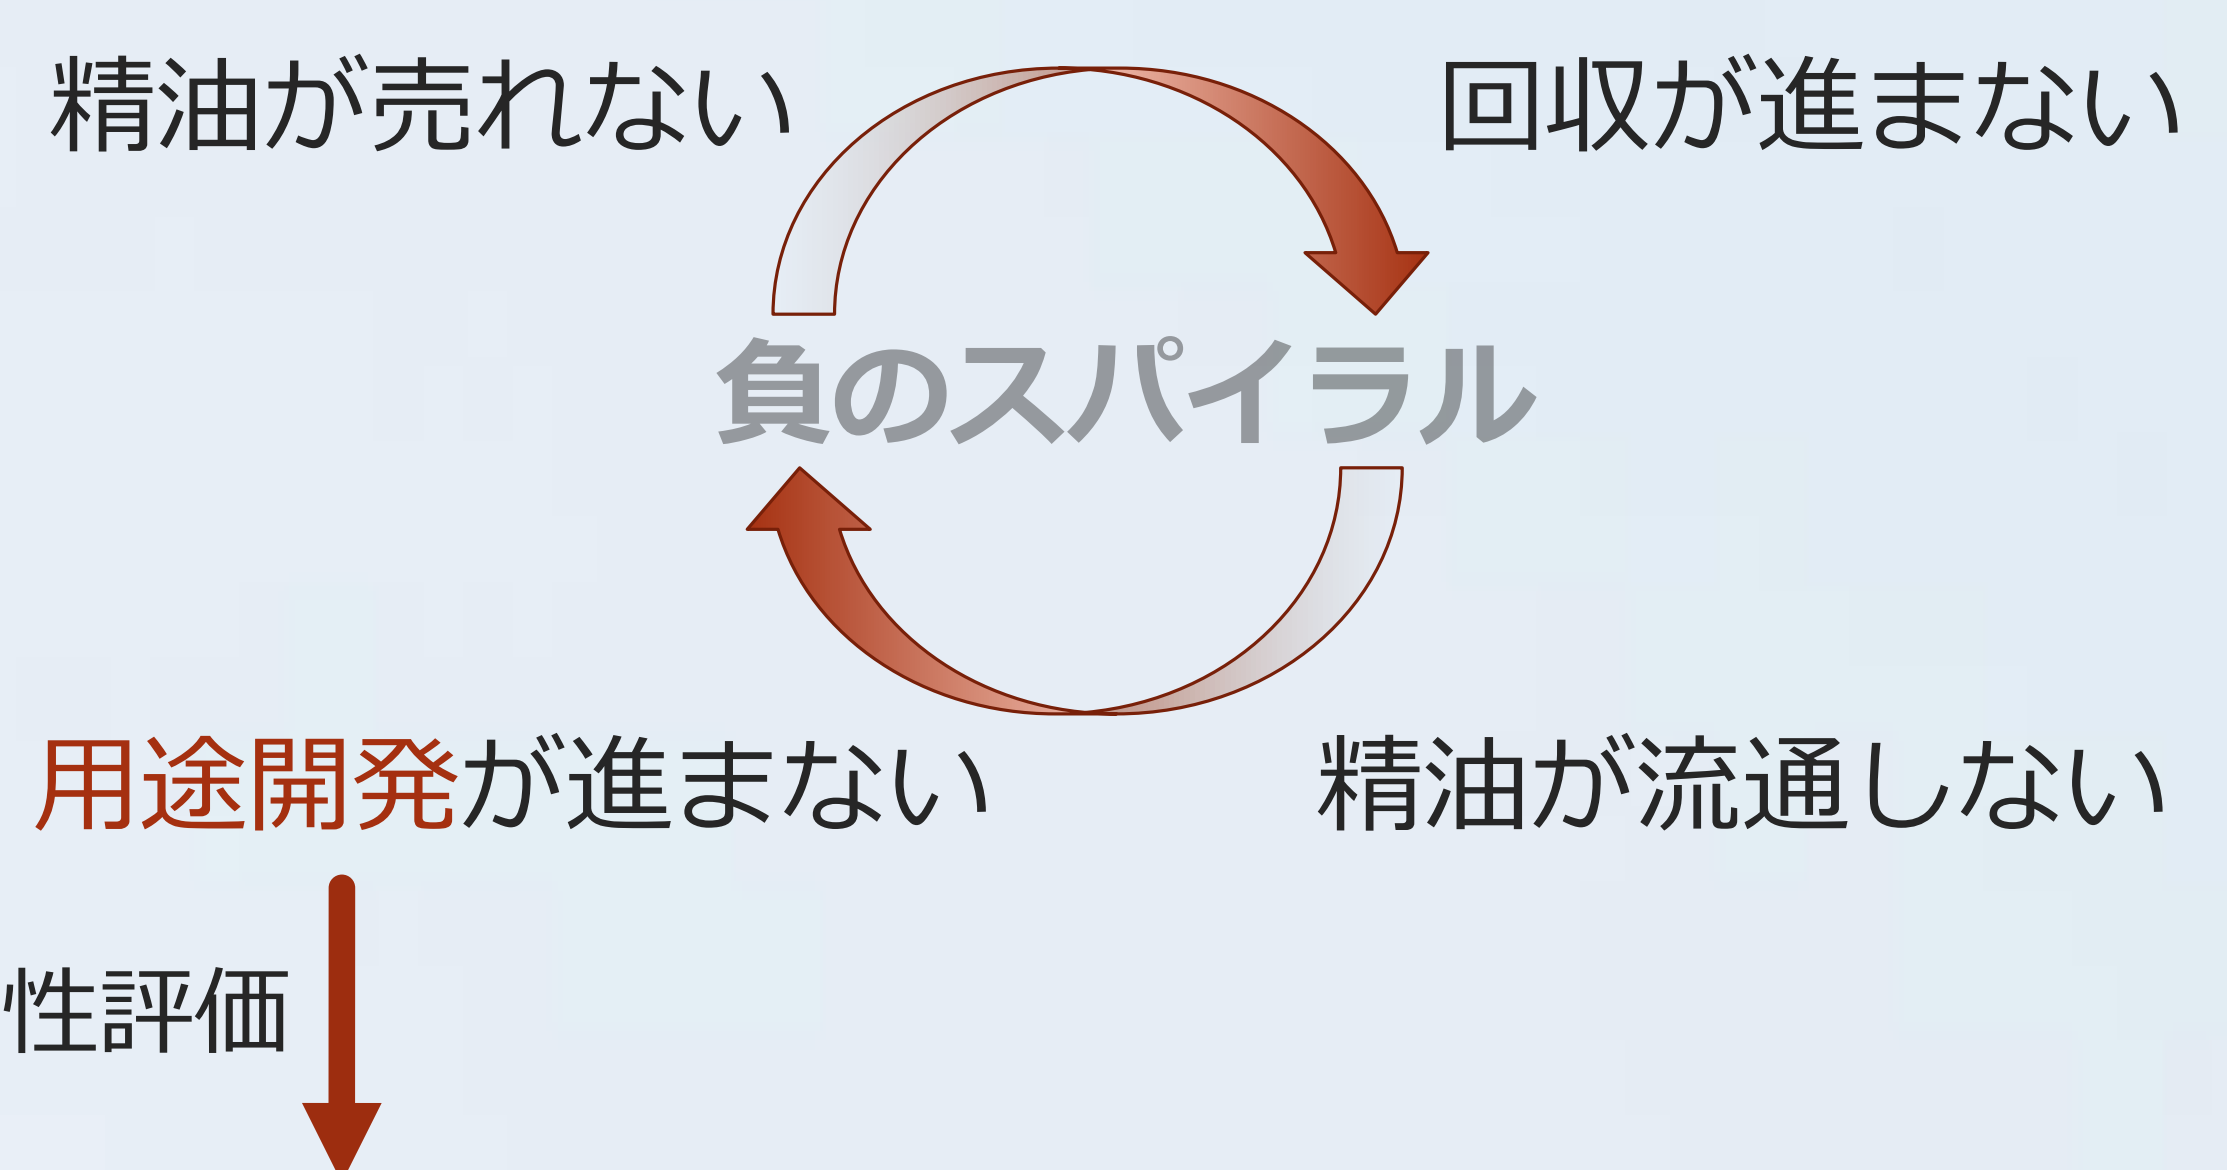 精油が売れない
回収が進まない
負のスパイラル
用途開発が進まない
精油が流通しない
性評価